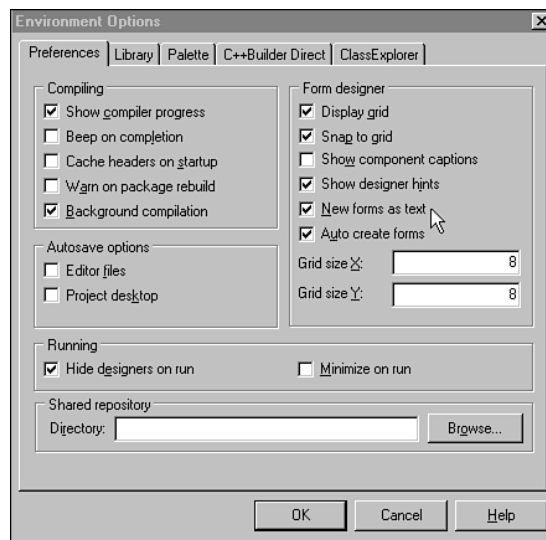 Environment Options
Preferences Library Palette C++Builder Direct ClassExplorer
Compiling
Show compiler progress
Beep on completion
Cache headers on startup
Warn on package rebuild
Background compilation
Autosave options
Editor files
Project desktop
Form designer
Display grid
Snap to grid
Show component captions
Show designer hints
New forms as text
Auto create forms
Grid size X: 8
Grid size Y: 8
Running
Hide designers on run
Minimize on run
Shared repository
Directory: Browse...
OK Cancel Help